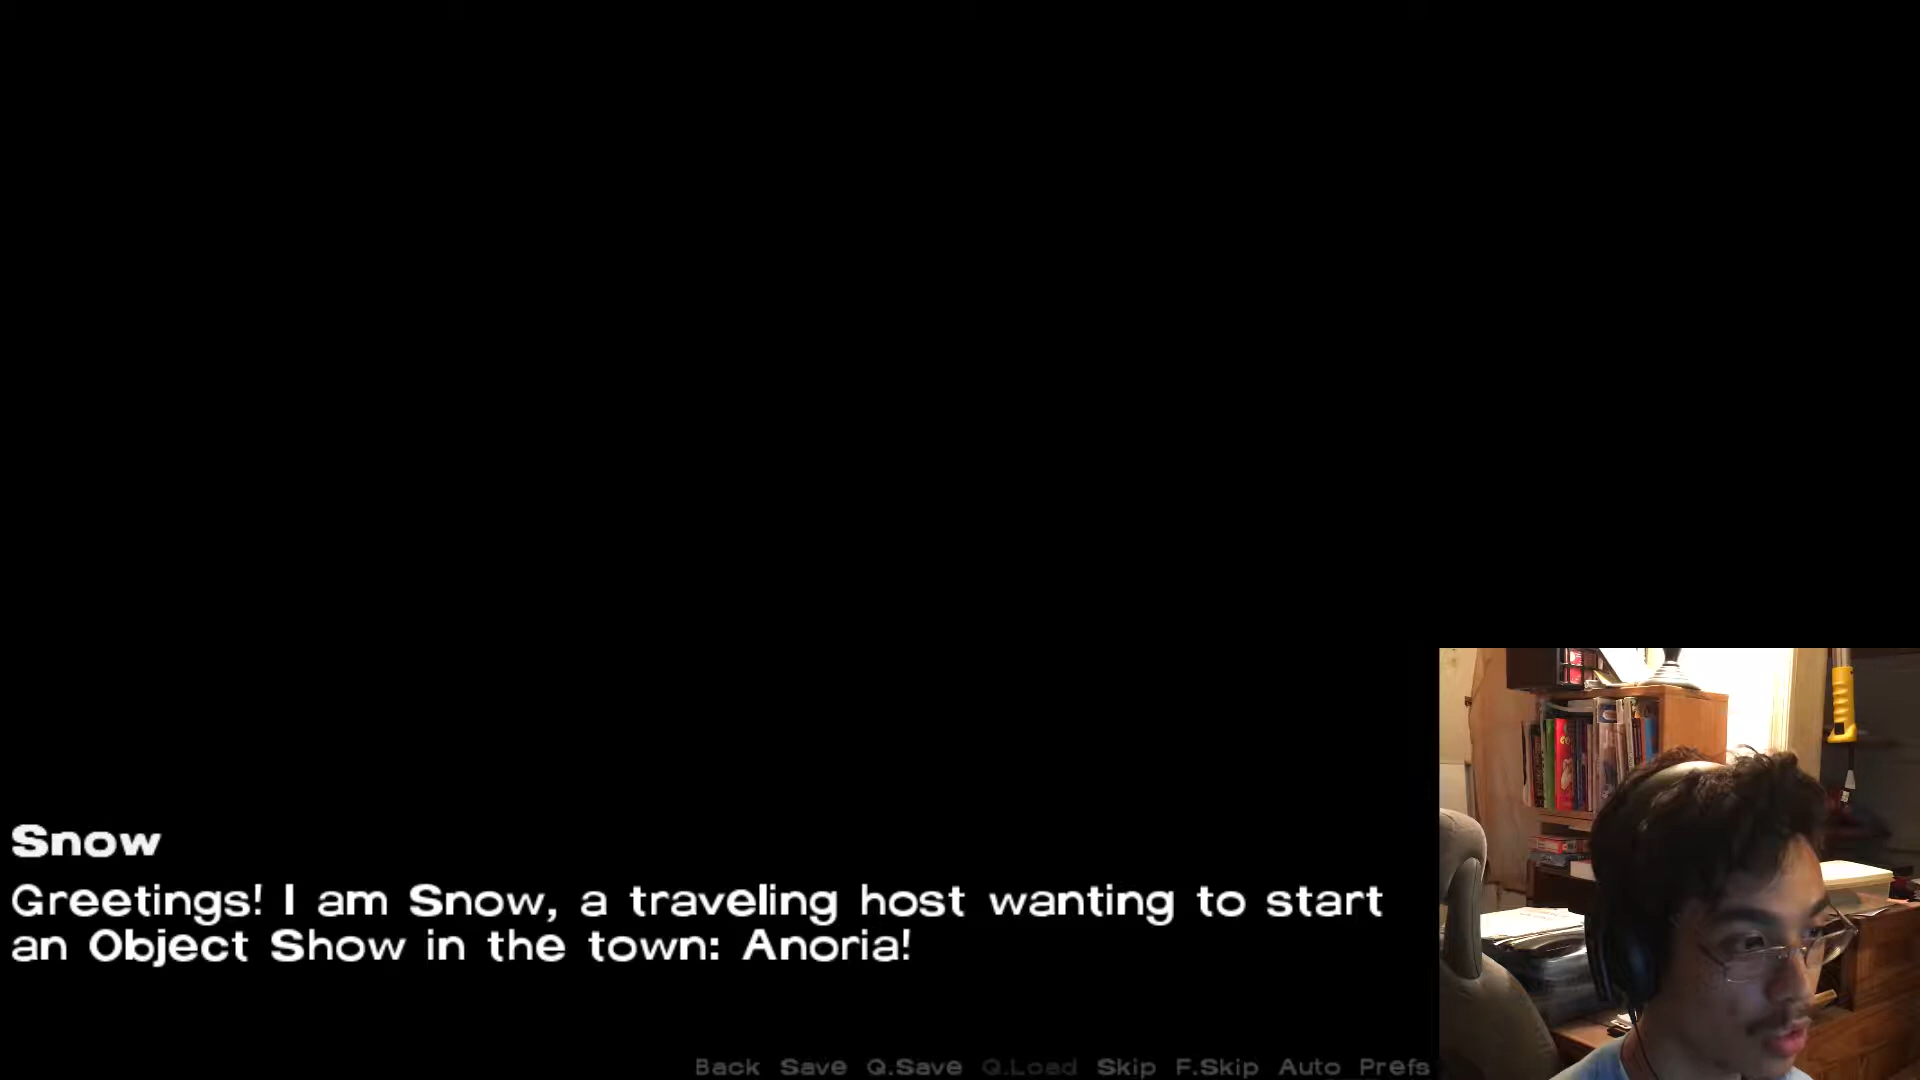 Snow
Greetings! I am Snow, a traveling host wanting to start
an Object Show in the town: Anoria!
Back Save Q.Save Q.Load Skip F.Skip Auto Prefs